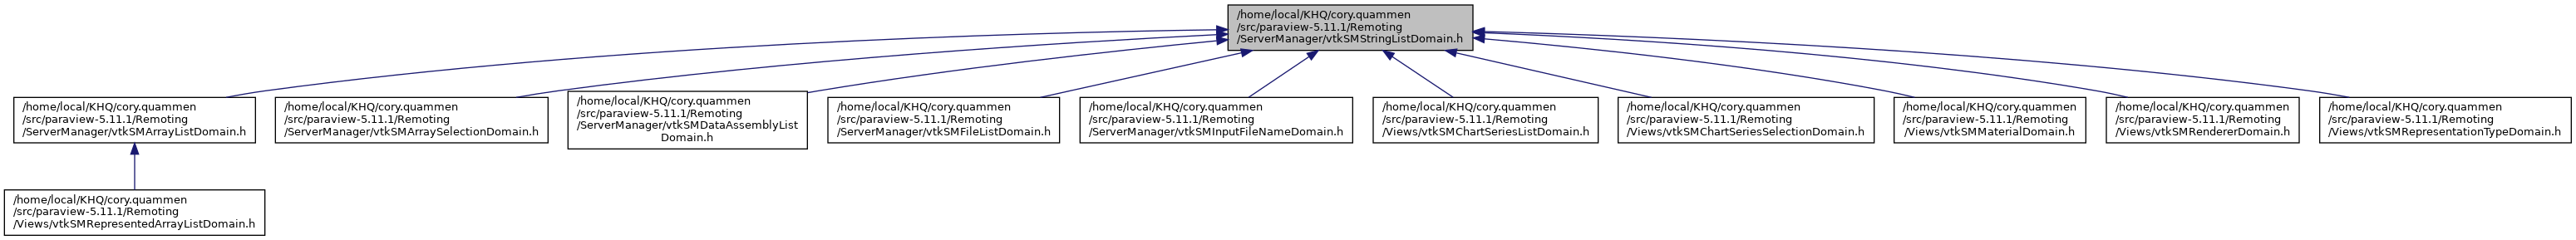 /home/local/KHQ/cory.quammen
/src/paraview-5.11.1/Remoting
/ServerManager/vtkSMStringListDomain.h
/home/local/KHQ/cory.quammen
/src/paraview-5.11.1/Remoting
/ServerManager/vtkSMArrayListDomain.h
/home/local/KHQ/cory.quammen
/src/paraview-5.11.1/Remoting
/ServerManager/vtkSMArraySelectionDomain.h
/home/local/KHQ/cory.quammen
/src/paraview-5.11.1/Remoting
/ServerManager/vtkSMDataAssemblyList
Domain.h
/home/local/KHQ/cory.quammen
/src/paraview-5.11.1/Remoting
/ServerManager/vtkSMFileListDomain.h
/home/local/KHQ/cory.quammen
/src/paraview-5.11.1/Remoting
/ServerManager/vtkSMInputFileNameDomain.h
/home/local/KHQ/cory.quammen
/src/paraview-5.11.1/Remoting
/Views/vtkSMChartSeriesListDomain.h
/home/local/KHQ/cory.quammen
/src/paraview-5.11.1/Remoting
/Views/vtkSMChartSeriesSelectionDomain.h
/home/local/KHQ/cory.quammen
/src/paraview-5.11.1/Remoting
/Views/vtkSMMaterialDomain.h
/home/local/KHQ/cory.quammen
/src/paraview-5.11.1/Remoting
/Views/vtkSMRendererDomain.h
/home/local/KHQ/cory.quammen
/src/paraview-5.11.1/Remoting
/Views/vtkSMRepresentationTypeDomain.h
/home/local/KHQ/cory.quammen
/src/paraview-5.11.1/Remoting
/Views/vtkSMRepresentedArrayListDomain.h